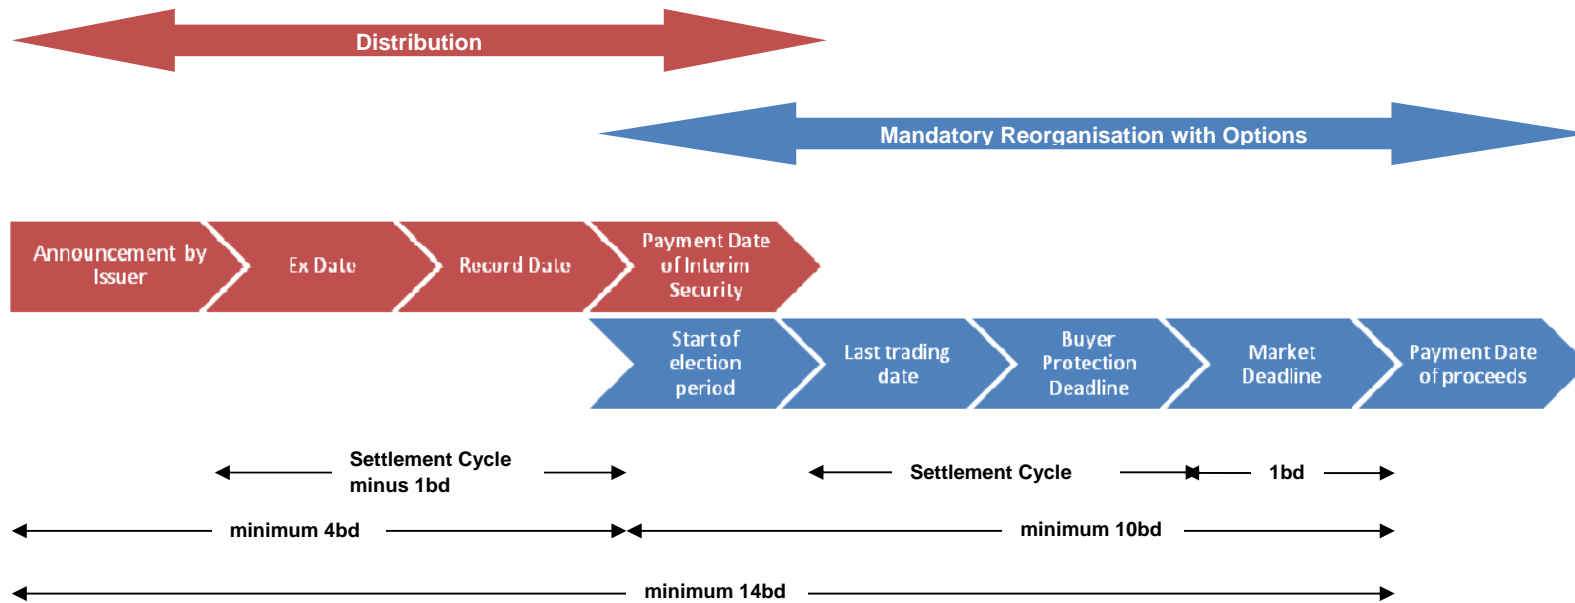 Distribution
Mandatory Reorganisation with Options
Announcement by
Issuer
Ex Date
Record Date
Payment Date
of Interim
Security
Start of
election
period
Last trading
date
Buyer
Protection
Deadline
Market
Deadline
Payment Date
of proceeds
Settlement Cycle
minus 1bd
Settlement Cycle
1bd
minimum 4bd
minimum 10bd
minimum 14bd